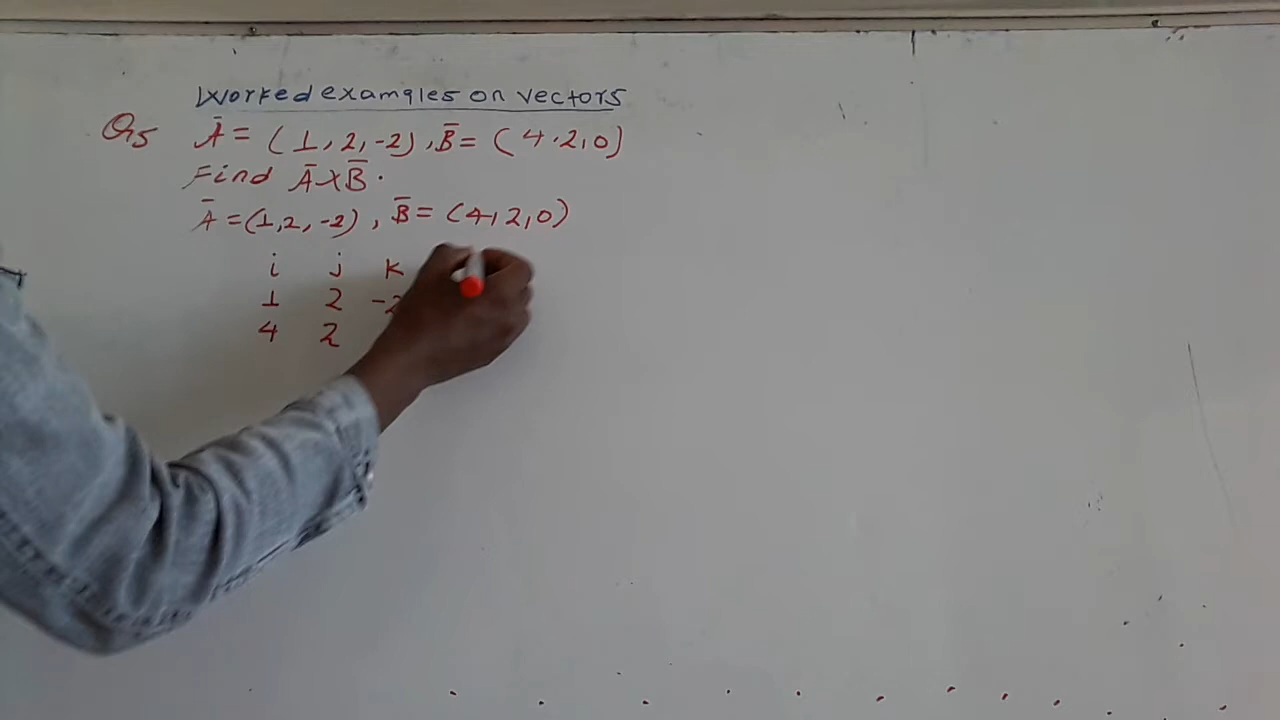 Worked examples on vectors
Q5 Ā = (1, 2, -2), B̄ = (4, 2, 0)
Find Ā×B̄.
Ā = (1, 2, -2), B̄ = (4, 2, 0)
i j k
1 2 -2
4 2